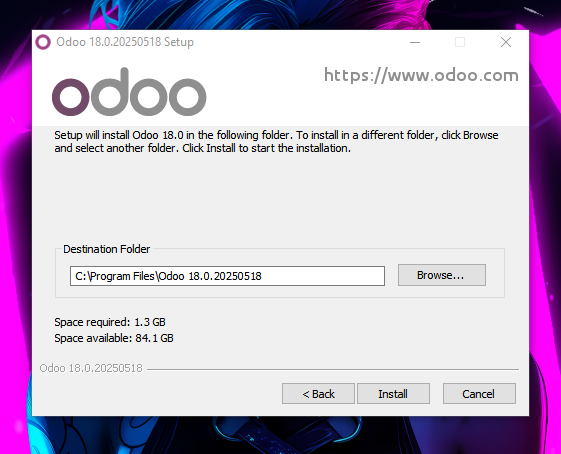 Odoo 18.0.20250518 Setup
odoo
https://www.odoo.com
Setup will install Odoo 18.0 in the following folder. To install in a different folder, click Browse
and select another folder. Click Install to start the installation.
Destination Folder
C:\Program Files\Odoo 18.0.20250518
Browse...
Space required: 1.3 GB
Space available: 84.1 GB
Odoo 18.0.20250518
< Back
Install
Cancel